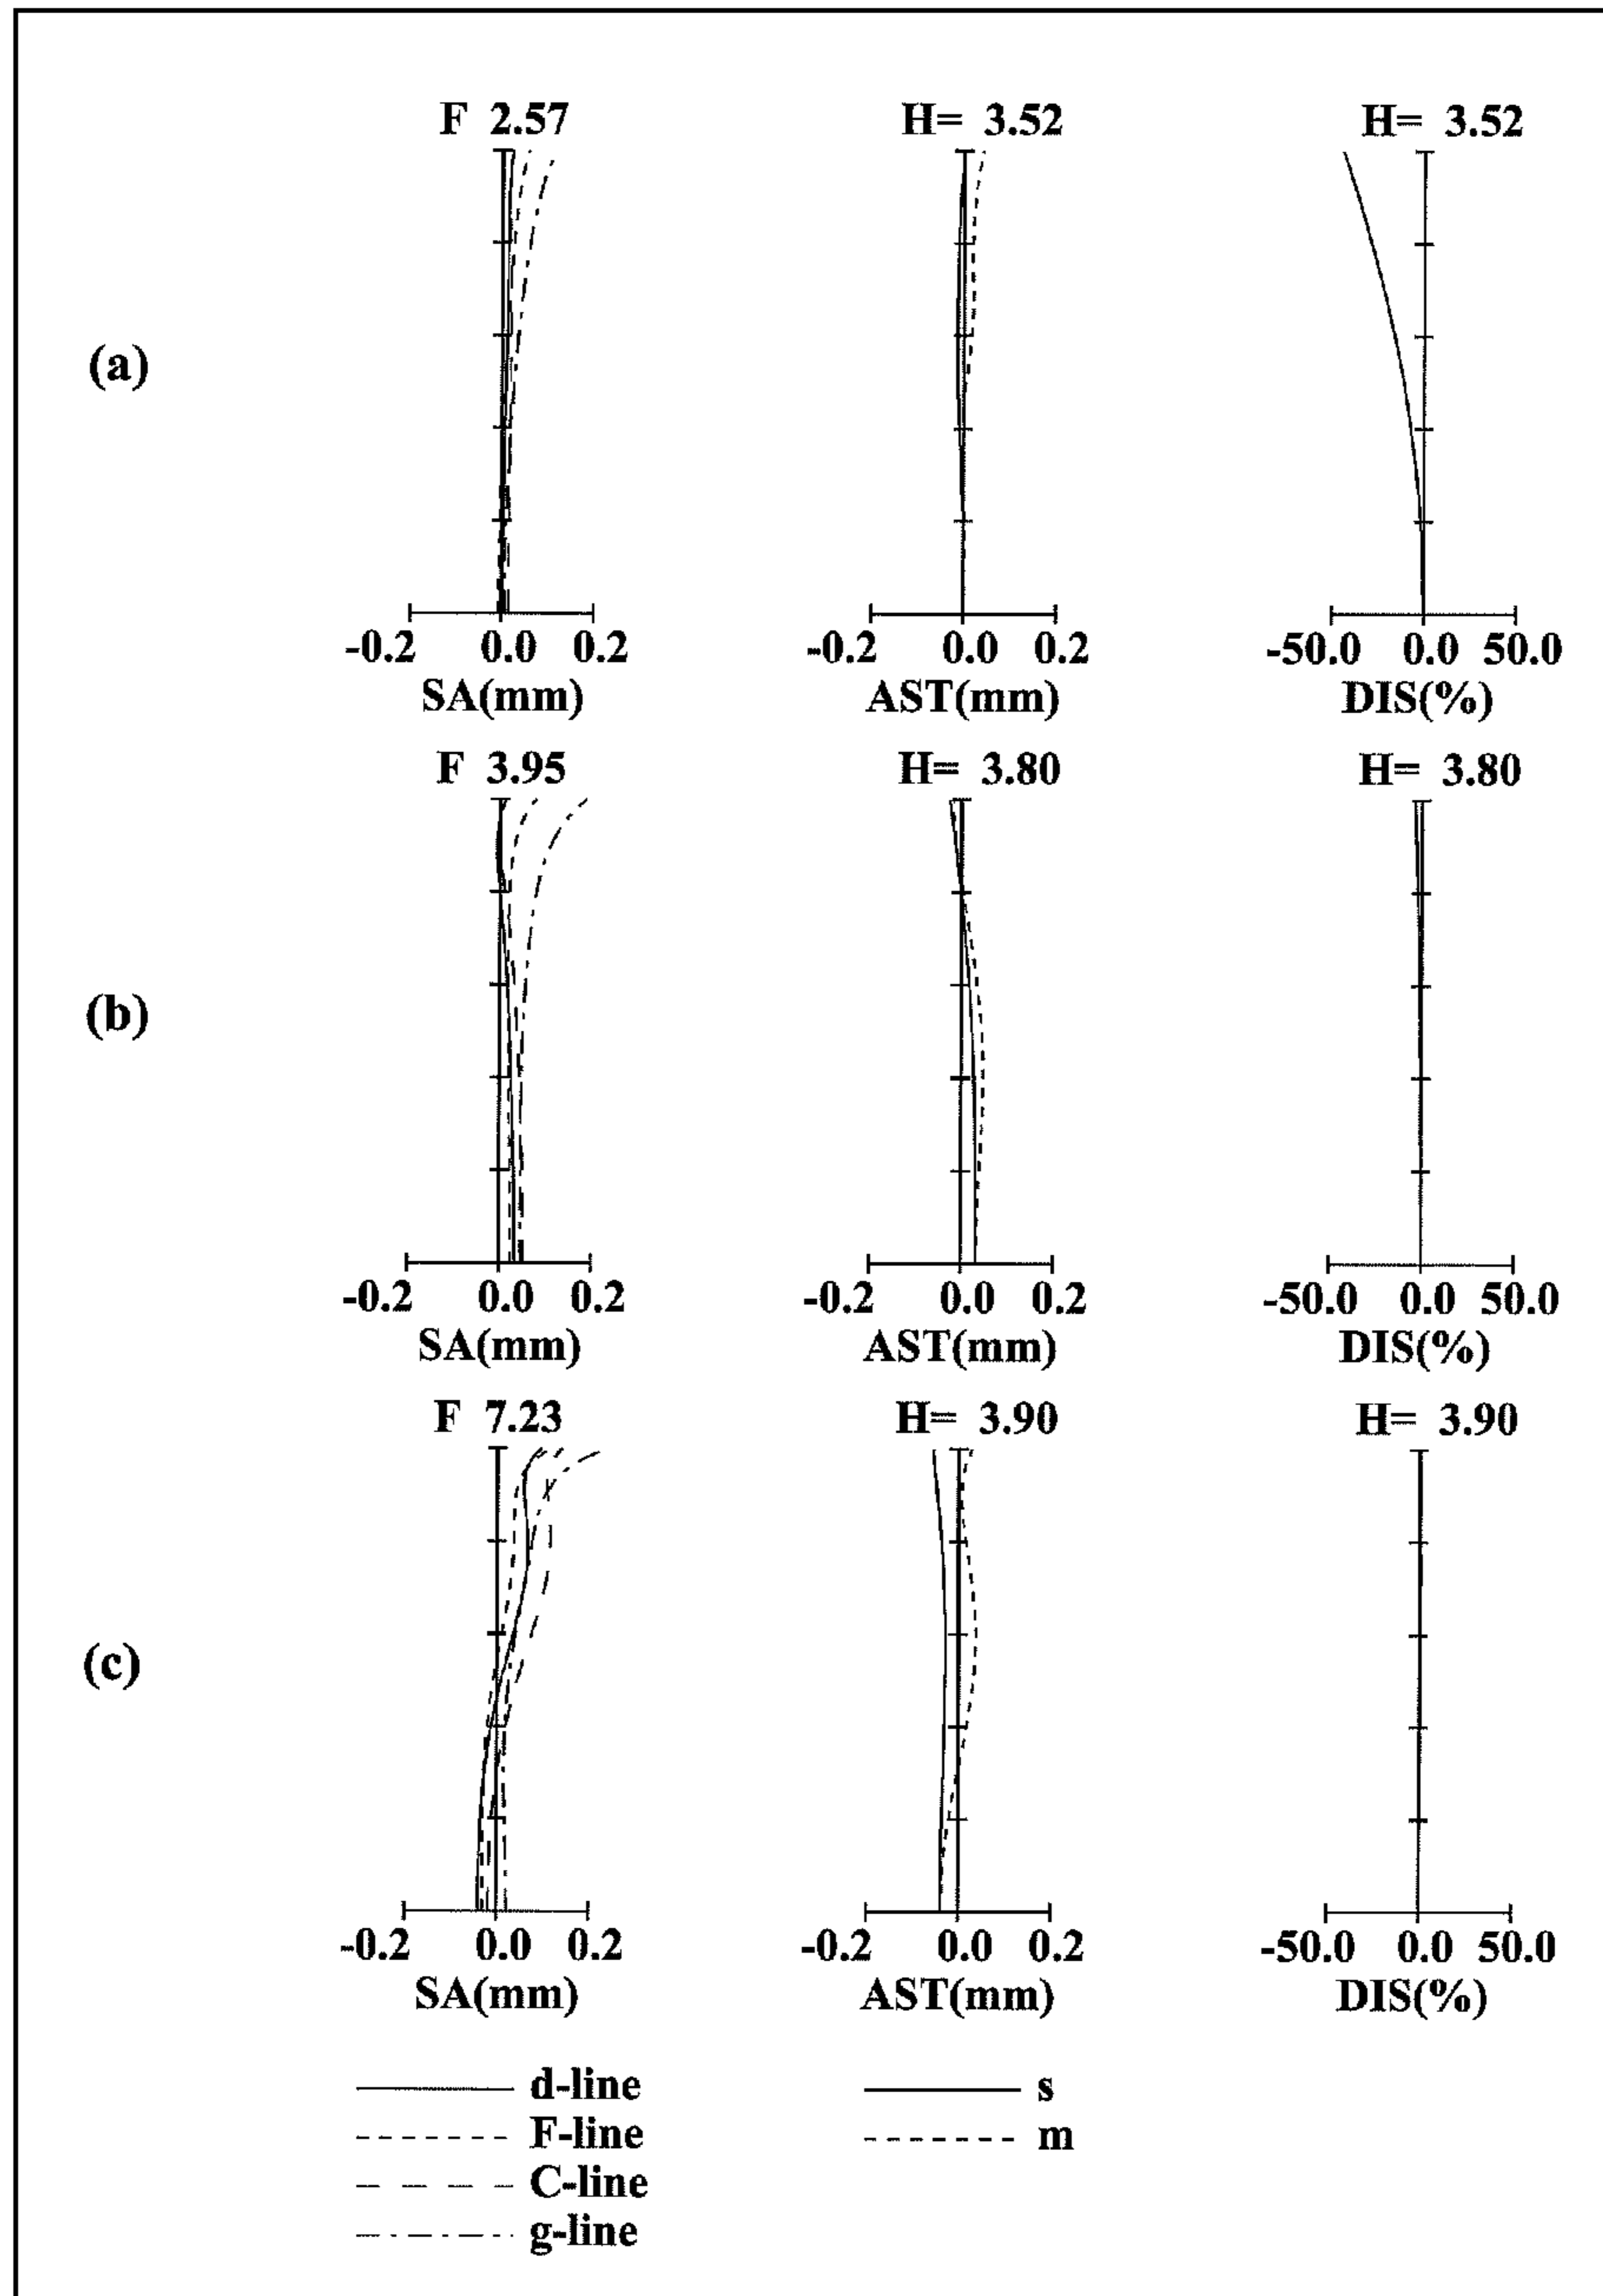 F 2.57 H= 3.52 H= 3.52
(a)
-0.2 0.0 0.2 -0.2 0.0 0.2 -50.0 0.0 50.0
SA(mm) AST(mm) DIS(%)
F 3.95 H= 3.80 H= 3.80
(b)
-0.2 0.0 0.2 -0.2 0.0 0.2 -50.0 0.0 50.0
SA(mm) AST(mm) DIS(%)
F 7.23 H= 3.90 H= 3.90
(c)
-0.2 0.0 0.2 -0.2 0.0 0.2 -50.0 0.0 50.0
SA(mm) AST(mm) DIS(%)
d-line s
F-line m
C-line
g-line